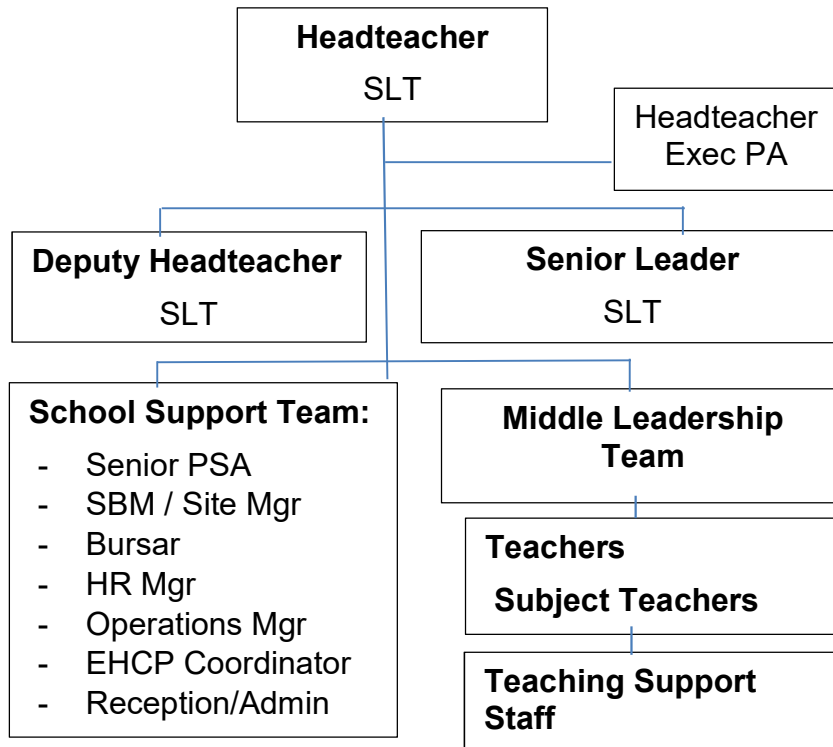 Headteacher
SLT
Headteacher
Exec PA
Deputy Headteacher
SLT
Senior Leader
SLT
School Support Team:
- Senior PSA
- SBM / Site Mgr
- Bursar
- HR Mgr
- Operations Mgr
- EHCP Coordinator
- Reception/Admin
Middle Leadership
Team
Teachers
Subject Teachers
Teaching Support
Staff